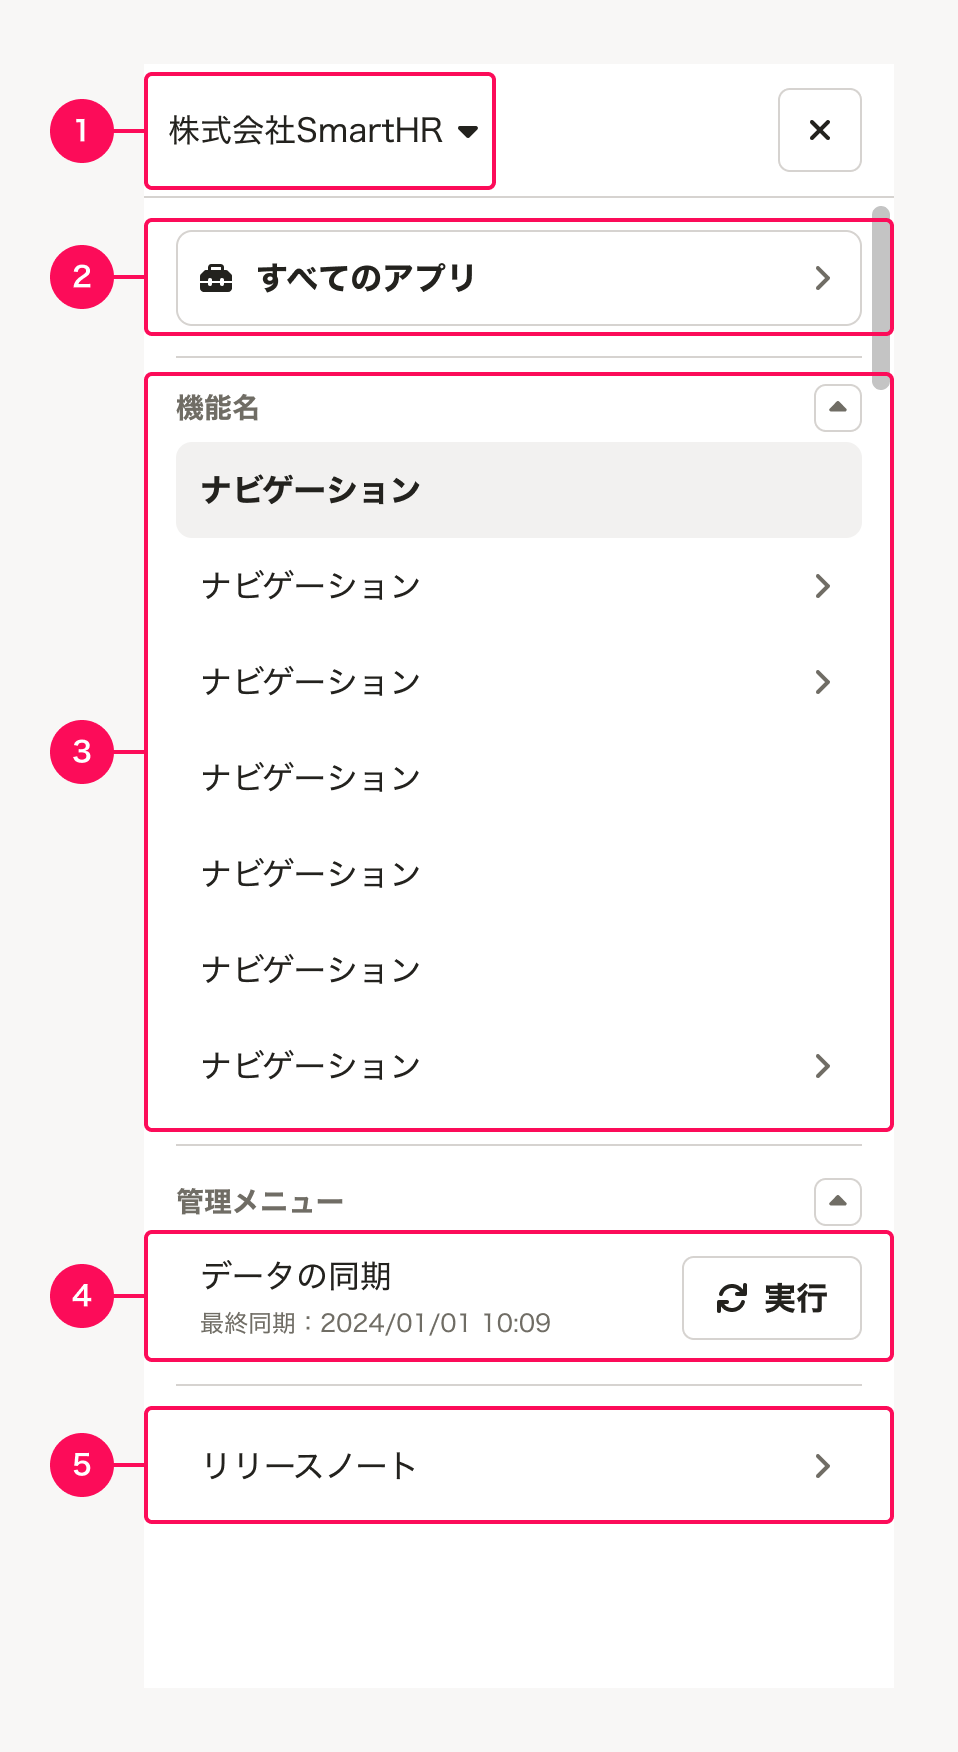 1
株式会社SmartHR
2
すべてのアプリ
機能名
3
ナビゲーション
ナビゲーション
ナビゲーション
ナビゲーション
ナビゲーション
ナビゲーション
ナビゲーション
管理メニュー
4
データの同期
最終同期：2024/01/01 10:09
実行
5
リリースノート